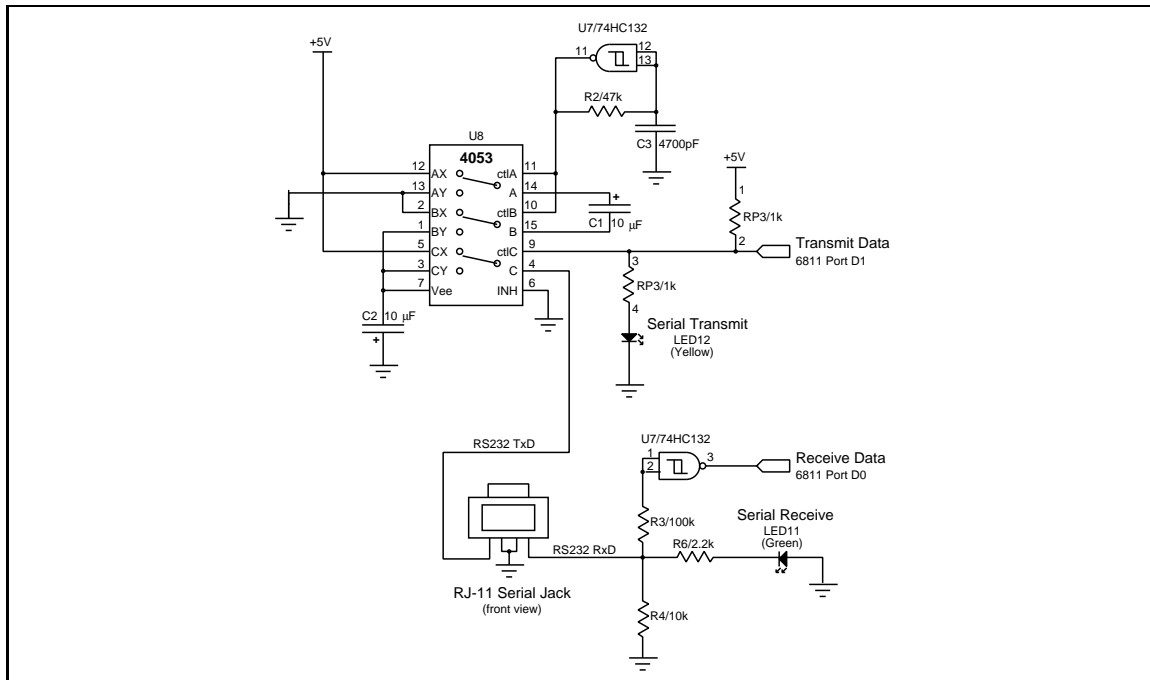 U7/74HC132
+5V
11
12
13
R2/47k
C3 4700pF
U8
4053
+5V
12 AX ctlA 11
13 AY A 14
2 BX ctlB 10
1 BY B 15
5 CX ctlC 9
3 CY C 4
7 Vee INH 6
+
C1 10 µF
1
RP3/1k
2
Transmit Data
6811 Port D1
3
RP3/1k
4
C2 10 µF
+
Serial Transmit
LED12
(Yellow)
RS232 TxD
U7/74HC132
1
2
3
Receive Data
6811 Port D0
R3/100k
Serial Receive
LED11
(Green)
R6/2.2k
RS232 RxD
RJ-11 Serial Jack
(front view)
R4/10k